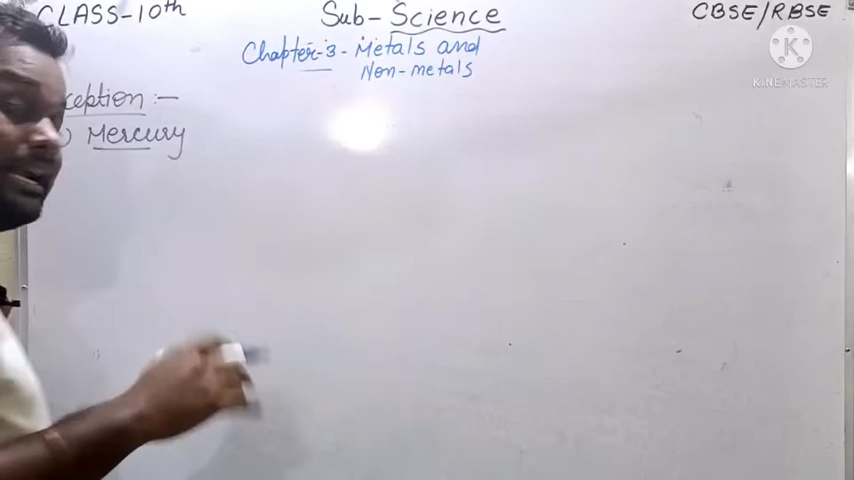 CLASS-10th Sub-Science CBSE/RBSE
Chapter-3-Metals and
Non-metals
ception :-
) Mercury
KINEMASTER